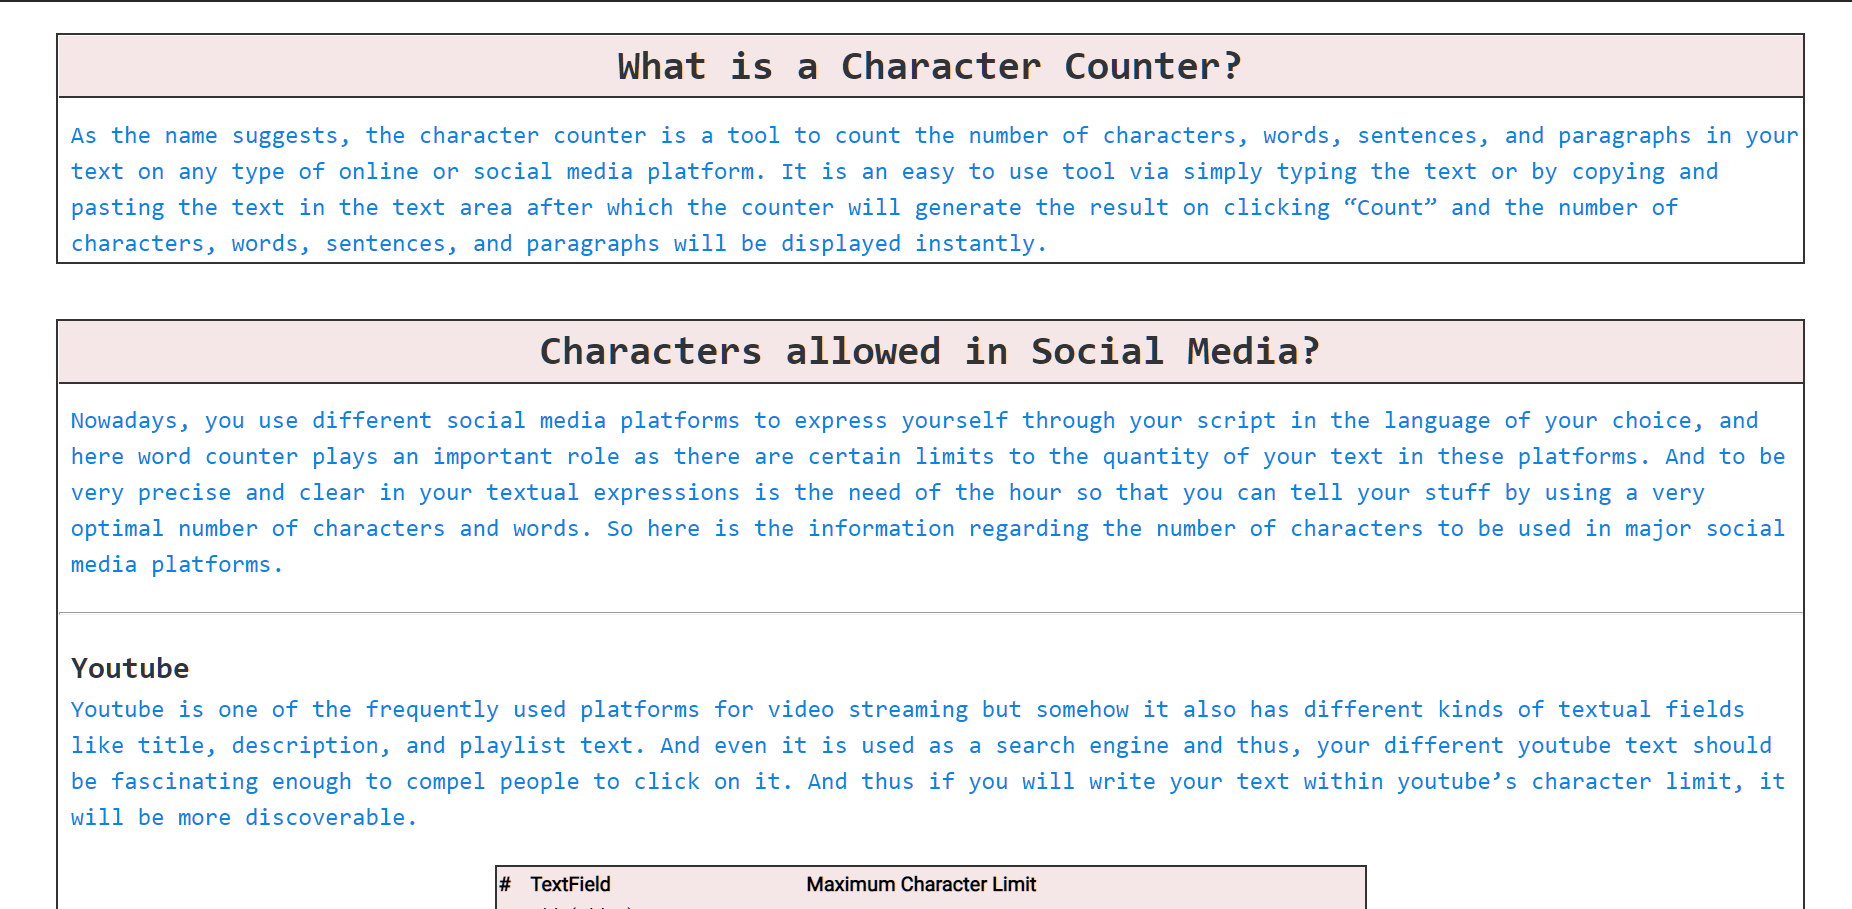 What is a Character Counter?
As the name suggests, the character counter is a tool to count the number of characters, words, sentences, and paragraphs in your
text on any type of online or social media platform. It is an easy to use tool via simply typing the text or by copying and
pasting the text in the text area after which the counter will generate the result on clicking “Count” and the number of
characters, words, sentences, and paragraphs will be displayed instantly.
Characters allowed in Social Media?
Nowadays, you use different social media platforms to express yourself through your script in the language of your choice, and
here word counter plays an important role as there are certain limits to the quantity of your text in these platforms. And to be
very precise and clear in your textual expressions is the need of the hour so that you can tell your stuff by using a very
optimal number of characters and words. So here is the information regarding the number of characters to be used in major social
media platforms.
Youtube
Youtube is one of the frequently used platforms for video streaming but somehow it also has different kinds of textual fields
like title, description, and playlist text. And even it is used as a search engine and thus, your different youtube text should
be fascinating enough to compel people to click on it. And thus if you will write your text within youtube’s character limit, it
will be more discoverable.
# TextField Maximum Character Limit